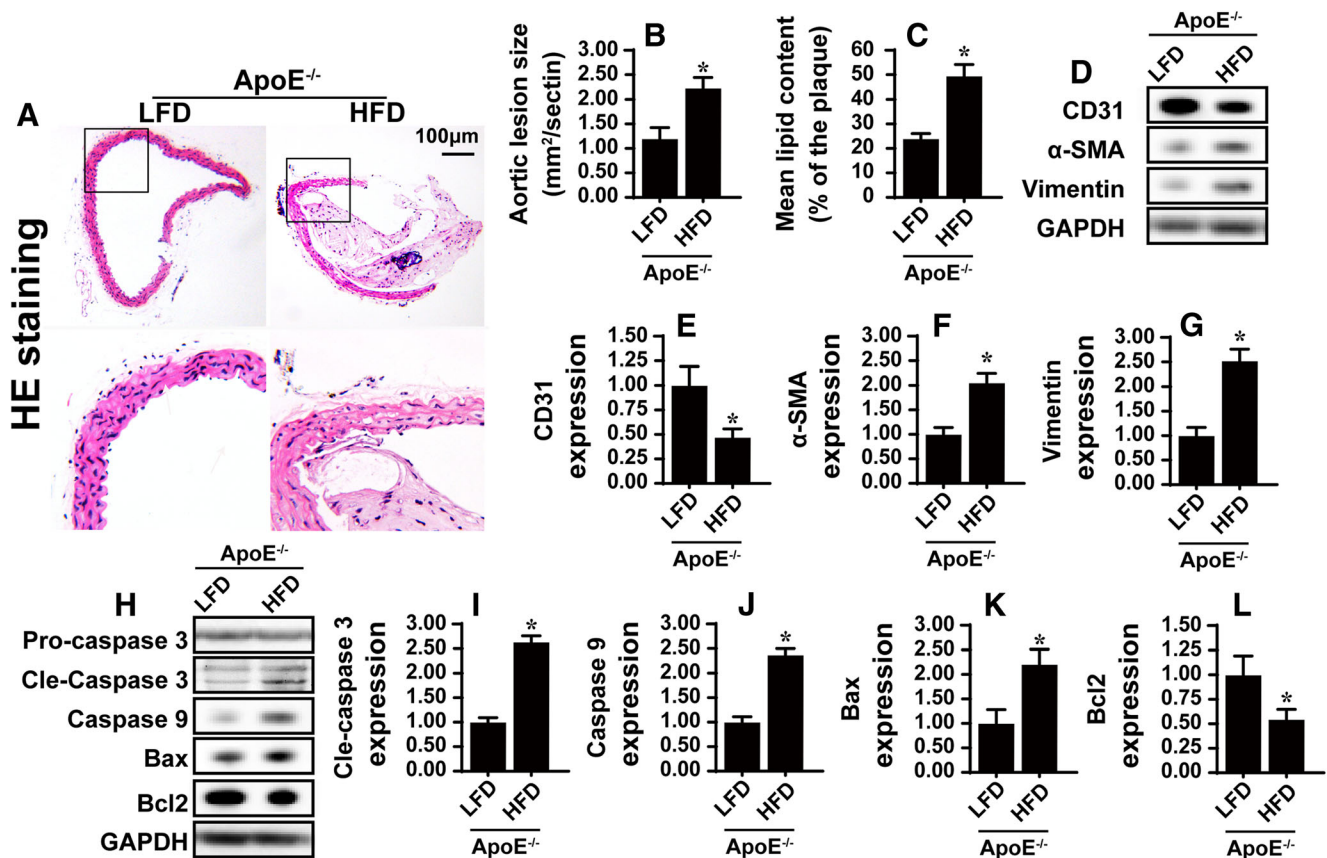 A
ApoE-/-
LFD
HFD
100μm
HE staining
B
Aortic lesion size
(mm2/sectin)
3.00
2.50
2.00
1.50
1.00
0.50
0.00
*
LFD
HFD
ApoE-/-
C
Mean lipid content
(% of the plaque)
60
50
40
30
20
10
0
*
LFD
HFD
ApoE-/-
D
ApoE-/-
LFD
HFD
CD31
α-SMA
Vimentin
GAPDH
E
CD31
expression
1.50
1.25
1.00
0.75
0.50
0.25
0.00
*
LFD
HFD
ApoE-/-
F
α-SMA
expression
3.00
2.50
2.00
1.50
1.00
0.50
0.00
*
LFD
HFD
ApoE-/-
G
Vimentin
expression
3.00
2.50
2.00
1.50
1.00
0.50
0.00
*
LFD
HFD
ApoE-/-
H
ApoE-/-
LFD
HFD
Pro-caspase 3
Cle-Caspase 3
Caspase 9
Bax
Bcl2
GAPDH
I
Cle-caspase 3
expression
3.00
2.50
2.00
1.50
1.00
0.50
0.00
*
LFD
HFD
ApoE-/-
J
Caspase 9
expression
3.00
2.50
2.00
1.50
1.00
0.50
0.00
*
LFD
HFD
ApoE-/-
K
Bax
expression
3.00
2.50
2.00
1.50
1.00
0.50
0.00
*
LFD
HFD
ApoE-/-
L
Bcl2
expression
1.50
1.25
1.00
0.75
0.50
0.25
0.00
*
LFD
HFD
ApoE-/-